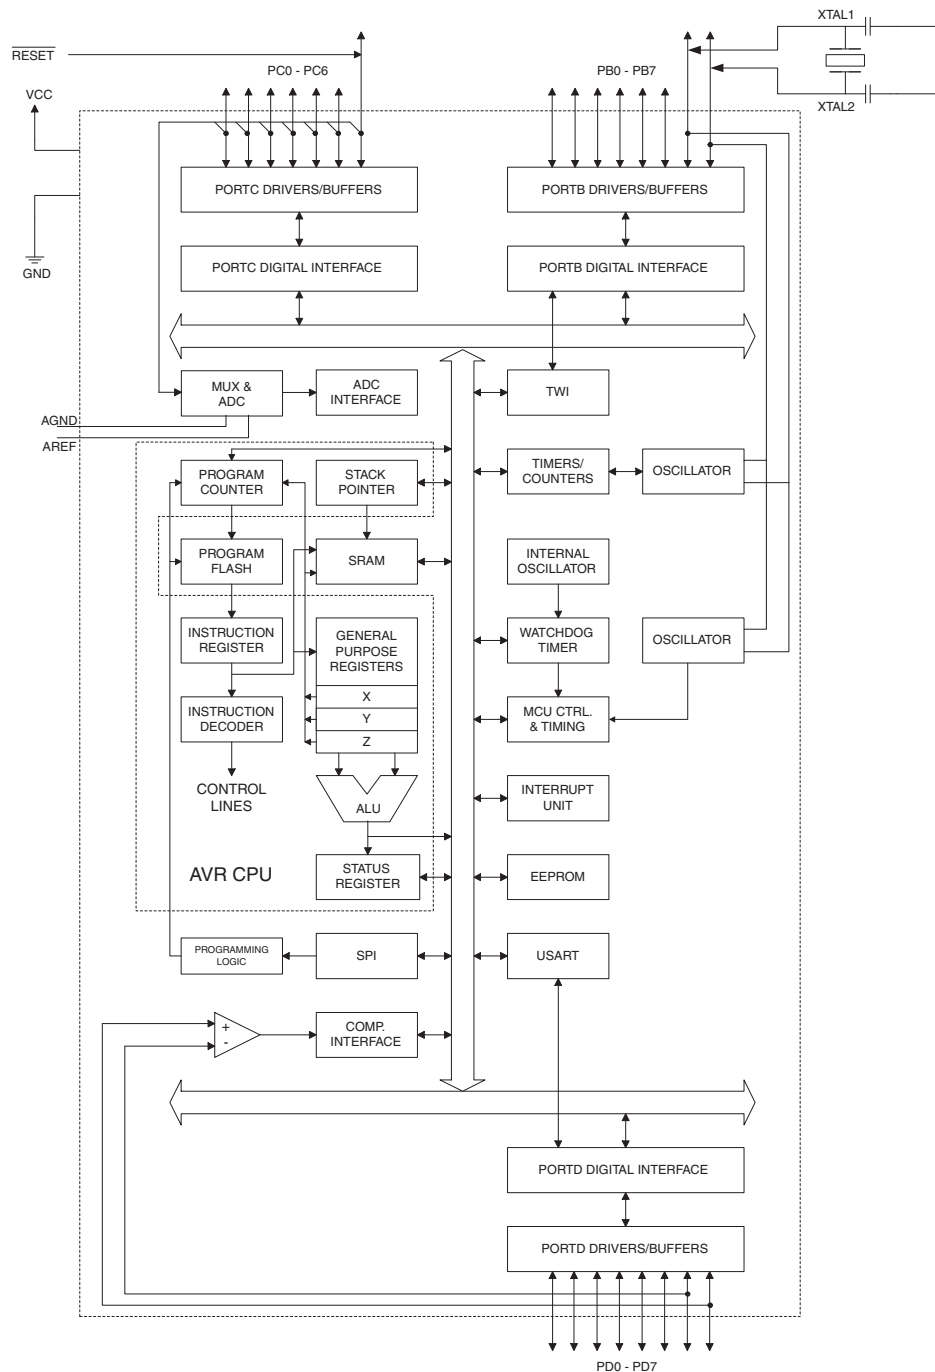 XTAL1
RESET
PC0 - PC6
PB0 - PB7
VCC
XTAL2
PORTC DRIVERS/BUFFERS
PORTB DRIVERS/BUFFERS
PORTC DIGITAL INTERFACE
PORTB DIGITAL INTERFACE
GND
MUX &
ADC
ADC
INTERFACE
TWI
AGND
AREF
PROGRAM
COUNTER
STACK
POINTER
TIMERS/
COUNTERS
OSCILLATOR
PROGRAM
FLASH
SRAM
INTERNAL
OSCILLATOR
INSTRUCTION
REGISTER
GENERAL
PURPOSE
REGISTERS
WATCHDOG
TIMER
OSCILLATOR
X
INSTRUCTION
DECODER
Y
MCU CTRL.
& TIMING
Z
CONTROL
LINES
ALU
INTERRUPT
UNIT
AVR CPU
STATUS
REGISTER
EEPROM
PROGRAMMING
LOGIC
SPI
USART
+
-
COMP.
INTERFACE
PORTD DIGITAL INTERFACE
PORTD DRIVERS/BUFFERS
PD0 - PD7